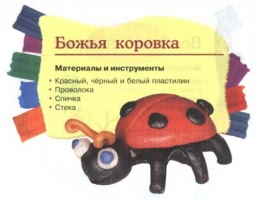 Божья коровка
Материалы и инструменты
• Красный, чёрный и белый пластилин
• Проволока
• Спичка
• Стека